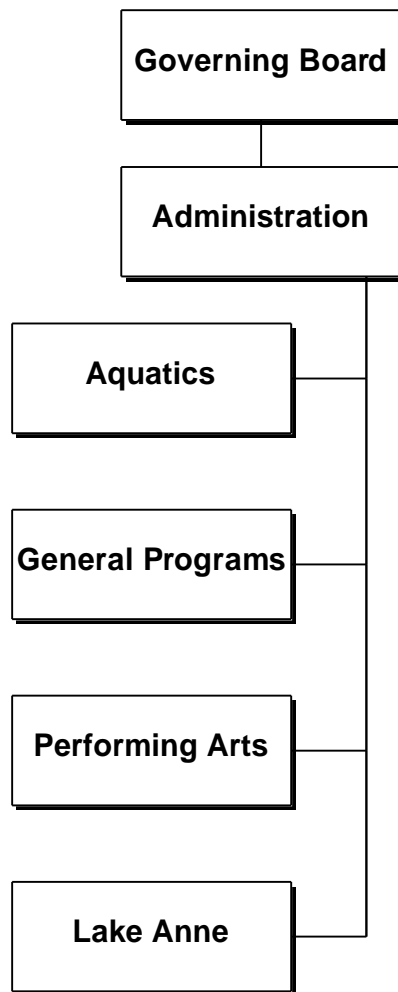 Governing Board
Administration
Aquatics
General Programs
Performing Arts
Lake Anne